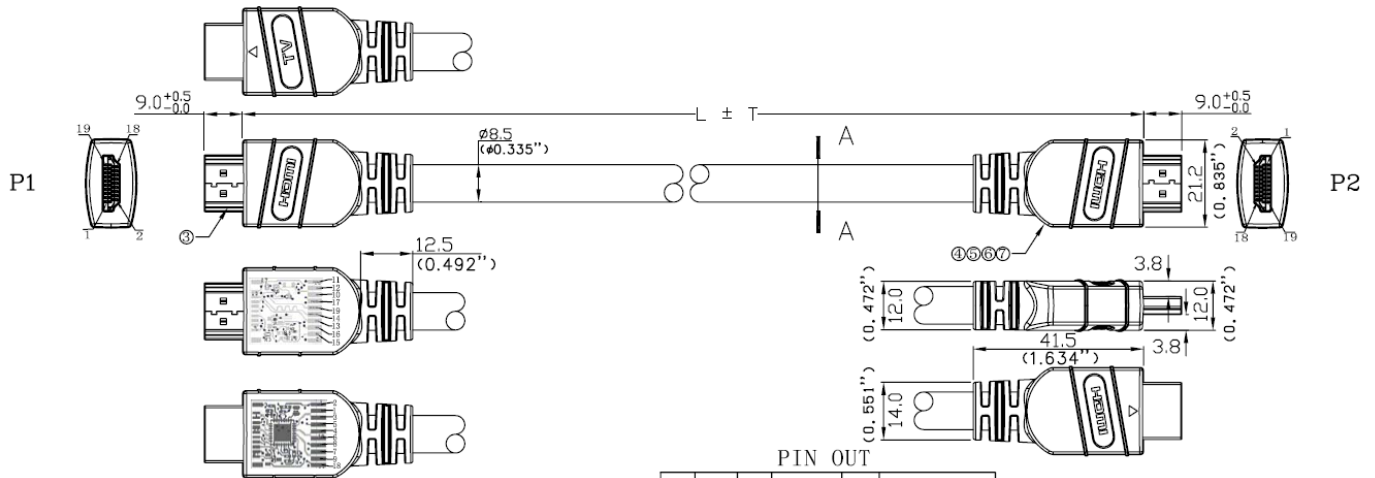 TV
9.0 +0.5 -0.0
L ± T
9.0 +0.5 -0.0
19 18
ø8.5
(ø0.335")
A
2 1
P1
HDMI
HDMI
21.2
(0.835")
P2
1 2
③
A
④⑤⑥⑦
18 19
12.5
(0.492")
3.8
(0.472")
12.0
12.0
(0.472")
41.5
(1.634")
3.8
(0.551")
14.0
HDMI
PIN OUT